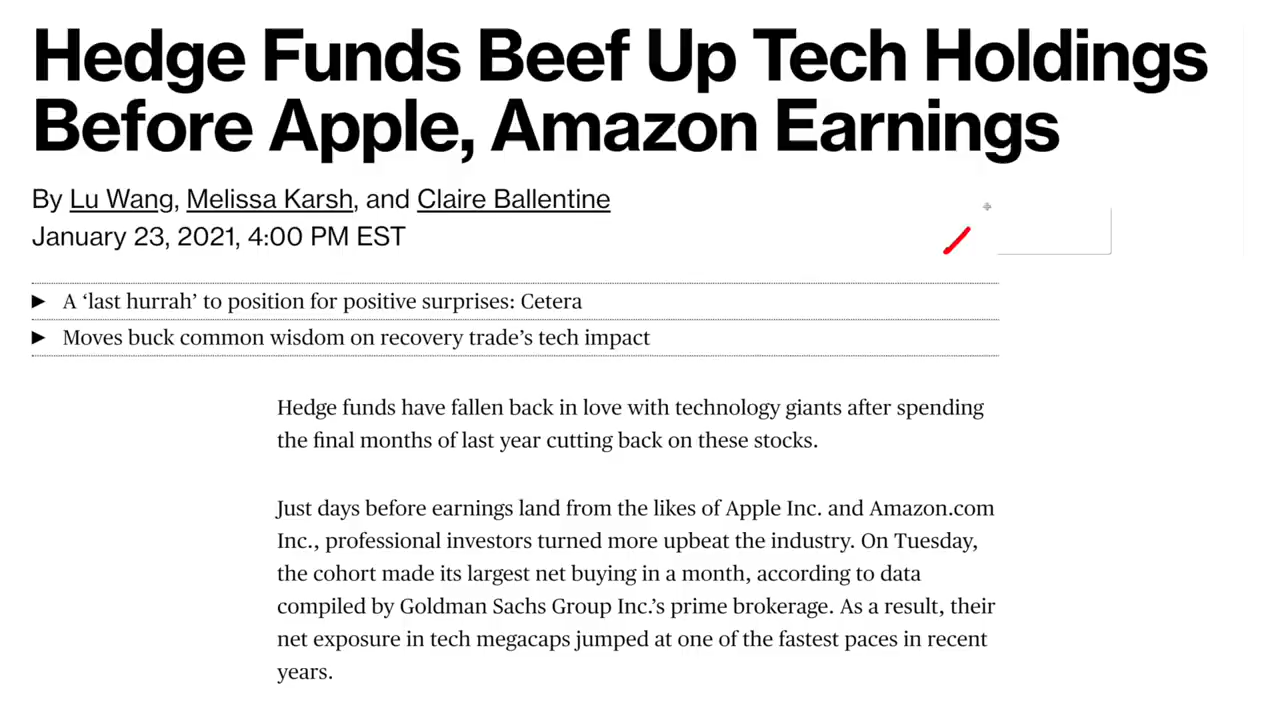 Hedge Funds Beef Up Tech Holdings
Before Apple, Amazon Earnings
By Lu Wang, Melissa Karsh, and Claire Ballentine
January 23, 2021, 4:00 PM EST
▶ A ‘last hurrah’ to position for positive surprises: Cetera
▶ Moves buck common wisdom on recovery trade’s tech impact
Hedge funds have fallen back in love with technology giants after spending
the final months of last year cutting back on these stocks.
Just days before earnings land from the likes of Apple Inc. and Amazon.com
Inc., professional investors turned more upbeat the industry. On Tuesday,
the cohort made its largest net buying in a month, according to data
compiled by Goldman Sachs Group Inc.’s prime brokerage. As a result, their
net exposure in tech megacaps jumped at one of the fastest paces in recent
years.